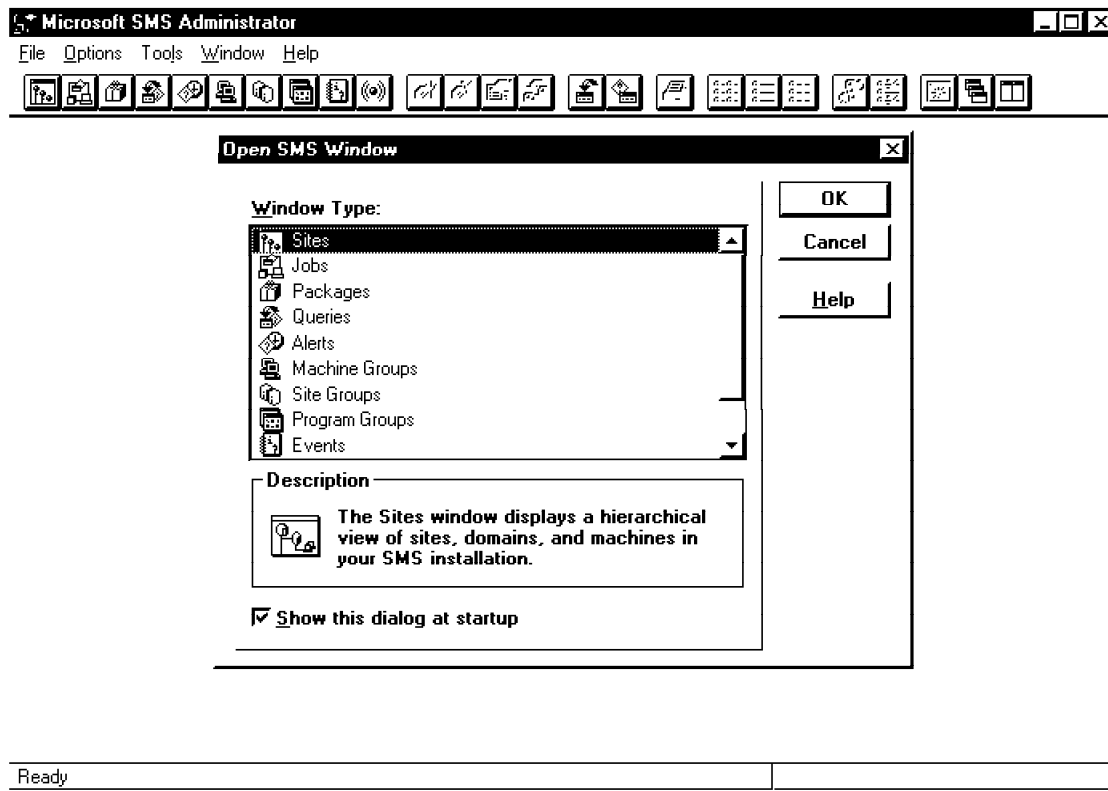 Microsoft SMS Administrator
File Options Tools Window Help
Open SMS Window
Window Type:
Sites
Jobs
Packages
Queries
Alerts
Machine Groups
Site Groups
Program Groups
Events
OK
Cancel
Help
Description
The Sites window displays a hierarchical
view of sites, domains, and machines in
your SMS installation.
Show this dialog at startup
Ready